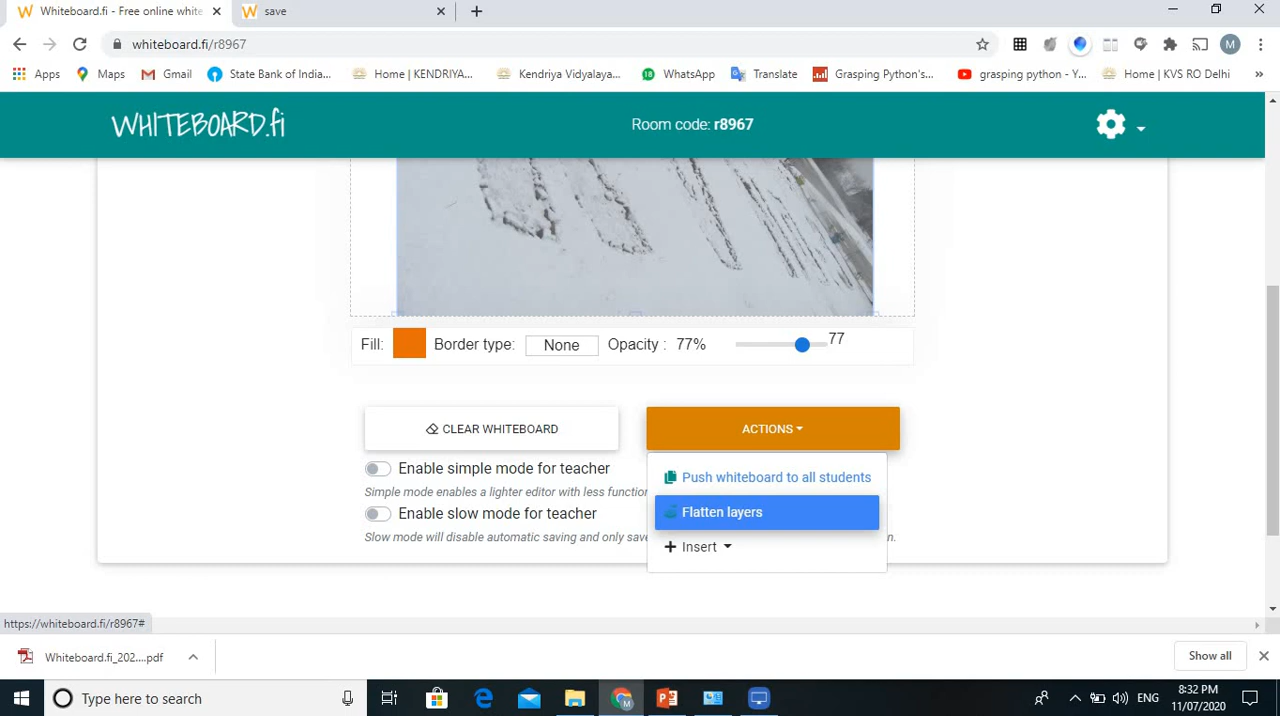 Whiteboard.fi - Free online white
save
whiteboard.fi/r8967
M
Apps
Maps
Gmail
State Bank of India...
Home | KENDRIYA...
Kendriya Vidyalaya...
18
WhatsApp
Translate
Grasping Python's...
grasping python - Y...
Home | KVS RO Delhi
»
WHITEBOARD.fi
Room code: r8967
Fill:
Border type:
None
Opacity :
77%
77
CLEAR WHITEBOARD
ACTIONS
Enable simple mode for teacher
Push whiteboard to all students
Simple mode enables a lighter editor with less function
Enable slow mode for teacher
Flatten layers
Slow mode will disable automatic saving and only save
n.
Insert
https://whiteboard.fi/r8967#
Whiteboard.fi_202....pdf
Show all
Type here to search
ENG
8:32 PM
11/07/2020